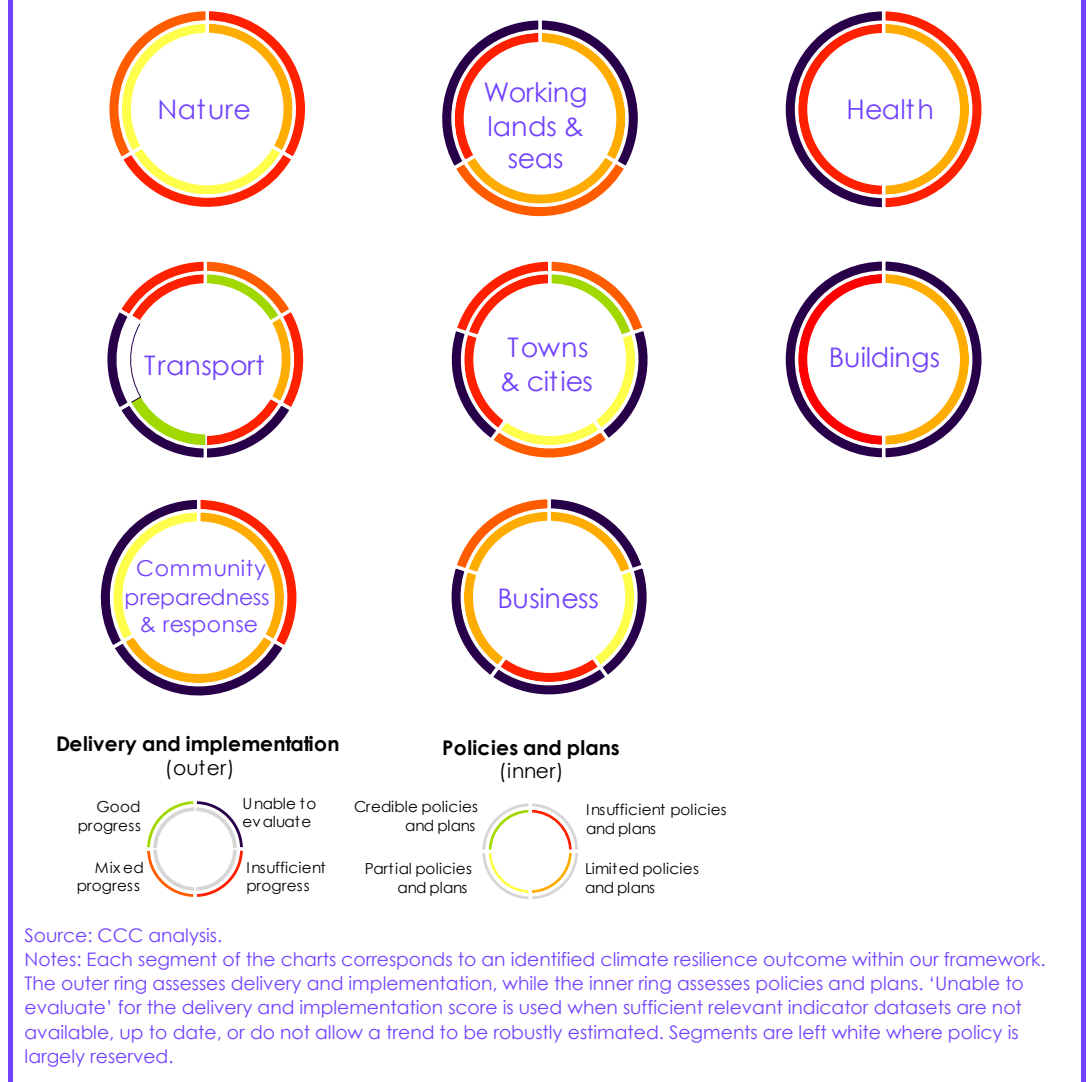 Nature
Working
lands &
seas
Health
Transport
Towns
& cities
Buildings
Community
preparedness
& response
Business
Delivery and implementation
(outer)
Good
progress
Unable to
evaluate
Mixed
progress
Insufficient
progress
Policies and plans
(inner)
Credible policies
and plans
Insufficient policies
and plans
Partial policies
and plans
Limited policies
and plans
Source: CCC analysis.
Notes: Each segment of the charts corresponds to an identified climate resilience outcome within our framework.
The outer ring assesses delivery and implementation, while the inner ring assesses policies and plans. ‘Unable to
evaluate’ for the delivery and implementation score is used when sufficient relevant indicator datasets are not
available, up to date, or do not allow a trend to be robustly estimated. Segments are left white where policy is
largely reserved.